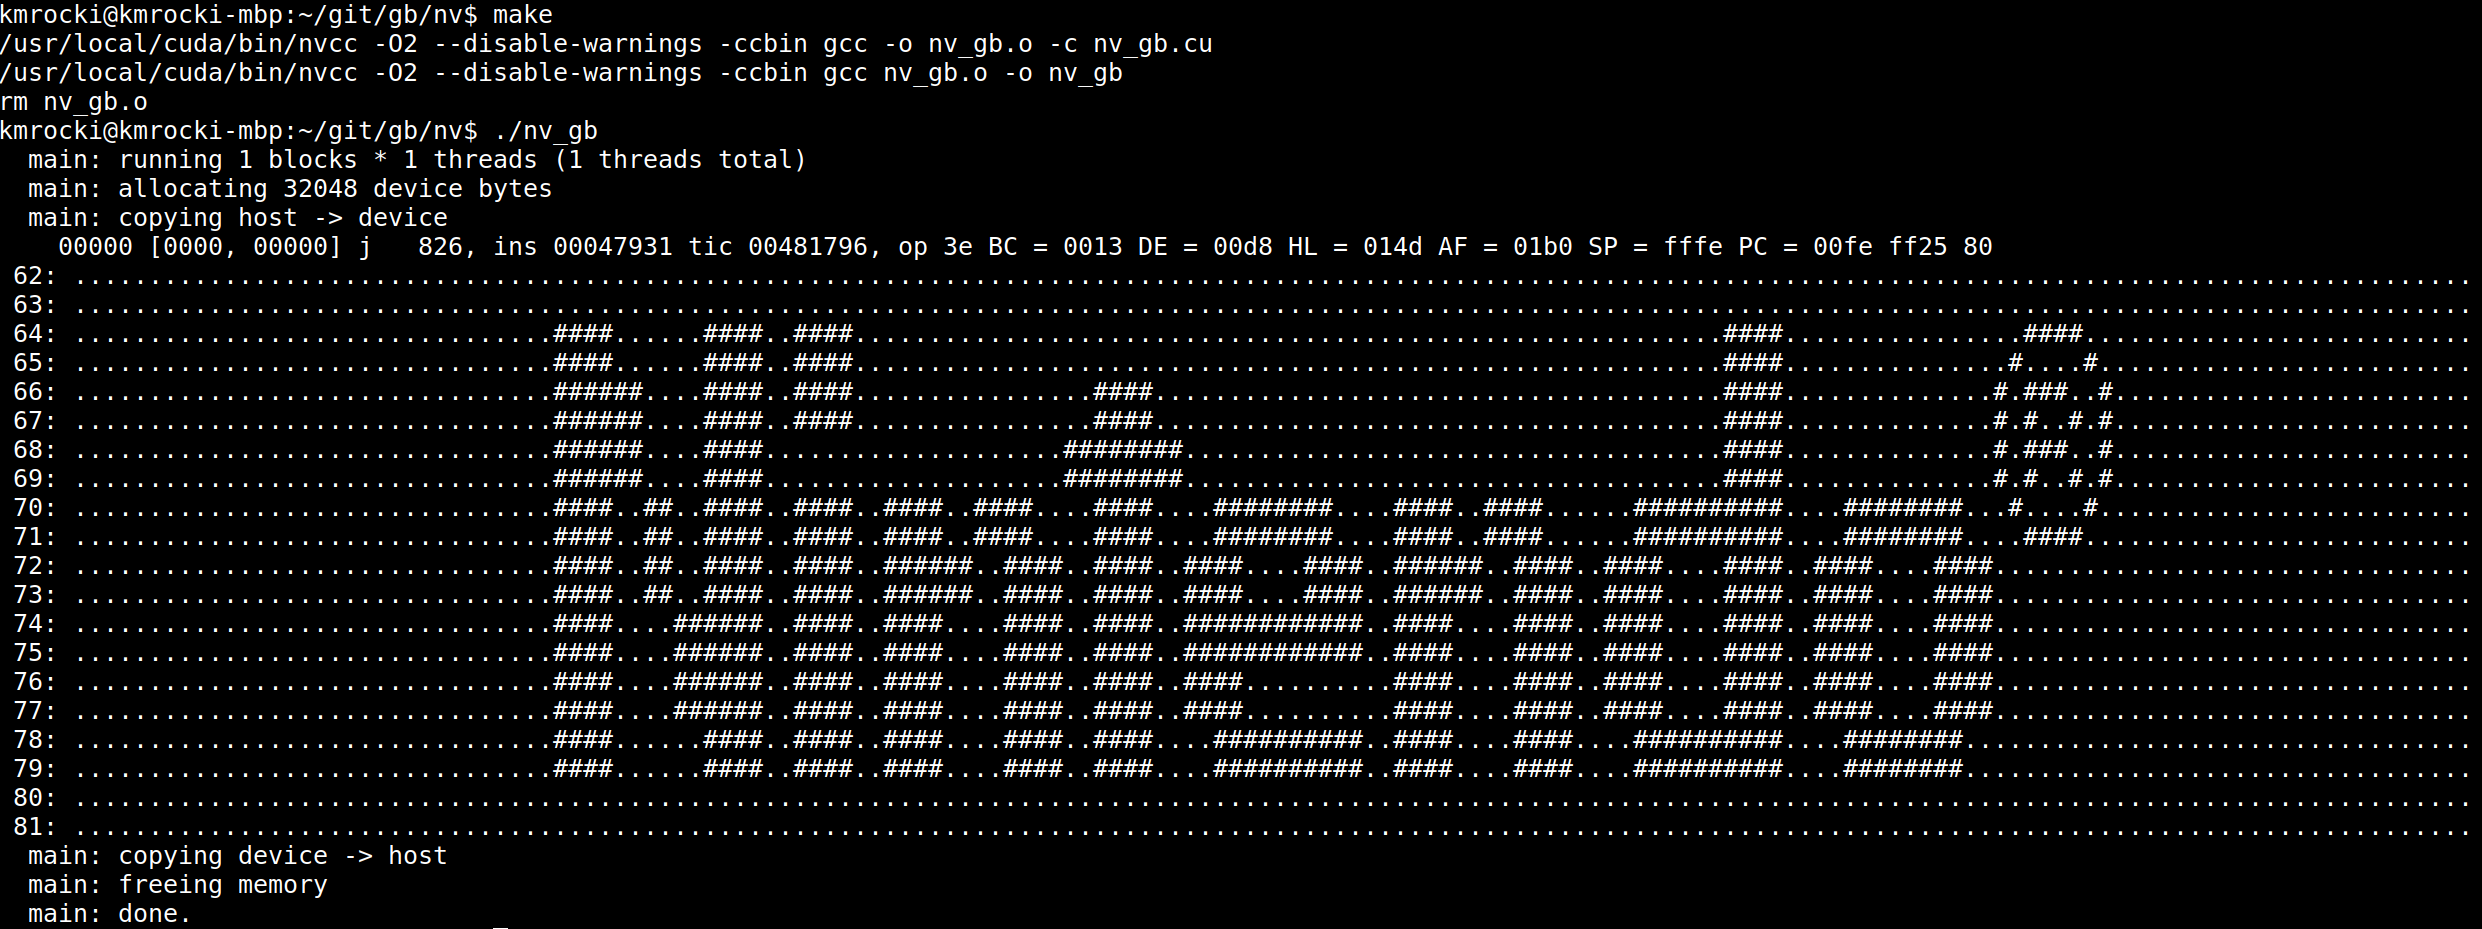 kmrocki@kmrocki-mbp:~/git/gb/nv$ make
/usr/local/cuda/bin/nvcc -O2 --disable-warnings -ccbin gcc -o nv_gb.o -c nv_gb.cu
/usr/local/cuda/bin/nvcc -O2 --disable-warnings -ccbin gcc nv_gb.o -o nv_gb
rm nv_gb.o
kmrocki@kmrocki-mbp:~/git/gb/nv$ ./nv_gb
main: running 1 blocks * 1 threads (1 threads total)
main: allocating 32048 device bytes
main: copying host -> device
00000 [0000, 00000] j   826, ins 00047931 tic 00481796, op 3e BC = 0013 DE = 00d8 HL = 014d AF = 01b0 SP = fffe PC = 00fe ff25 80
62: ................................................................................................................................................................
63: ................................................................................................................................................................
64: ................................####......####..####..........................................................####................####..........................
65: ................................####......####..####..........................................................####...............#....#.........................
66: ................................######....####..####................####......................................####..............#.###..#........................
67: ................................######....####..####................####......................................####..............#.#..#.#........................
68: ................................######....####....................########....................................####..............#.###..#........................
69: ................................######....####....................########....................................####..............#.#..#.#........................
70: ................................####..##..####..####..####..####....####....########....####..####......##########....########...#....#.........................
71: ................................####..##..####..####..####..####....####....########....####..####......##########....########....####..........................
72: ................................####..##..####..####..######..####..####..####....####..######..####..####....####..####....####................................
73: ................................####..##..####..####..######..####..####..####....####..######..####..####....####..####....####................................
74: ................................####....######..####..####....####..####..############..####....####..####....####..####....####................................
75: ................................####....######..####..####....####..####..############..####....####..####....####..####....####................................
76: ................................####....######..####..####....####..####..####..........####....####..####....####..####....####................................
77: ................................####....######..####..####....####..####..####..........####....####..####....####..####....####................................
78: ................................####......####..####..####....####..####....##########..####....####....##########....########..................................
79: ................................####......####..####..####....####..####....##########..####....####....##########....########..................................
80: ................................................................................................................................................................
81: ................................................................................................................................................................
main: copying device -> host
main: freeing memory
main: done.